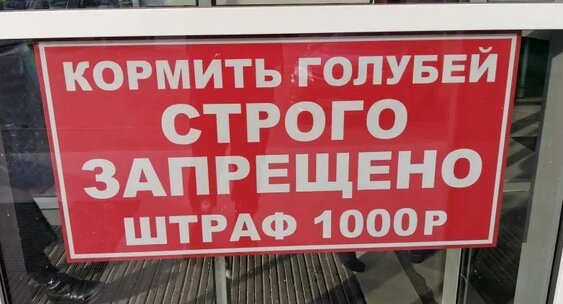 КОРМИТЬ ГОЛУБЕЙ
СТРОГО
ЗАПРЕЩЕНО
ШТРАФ 1000Р